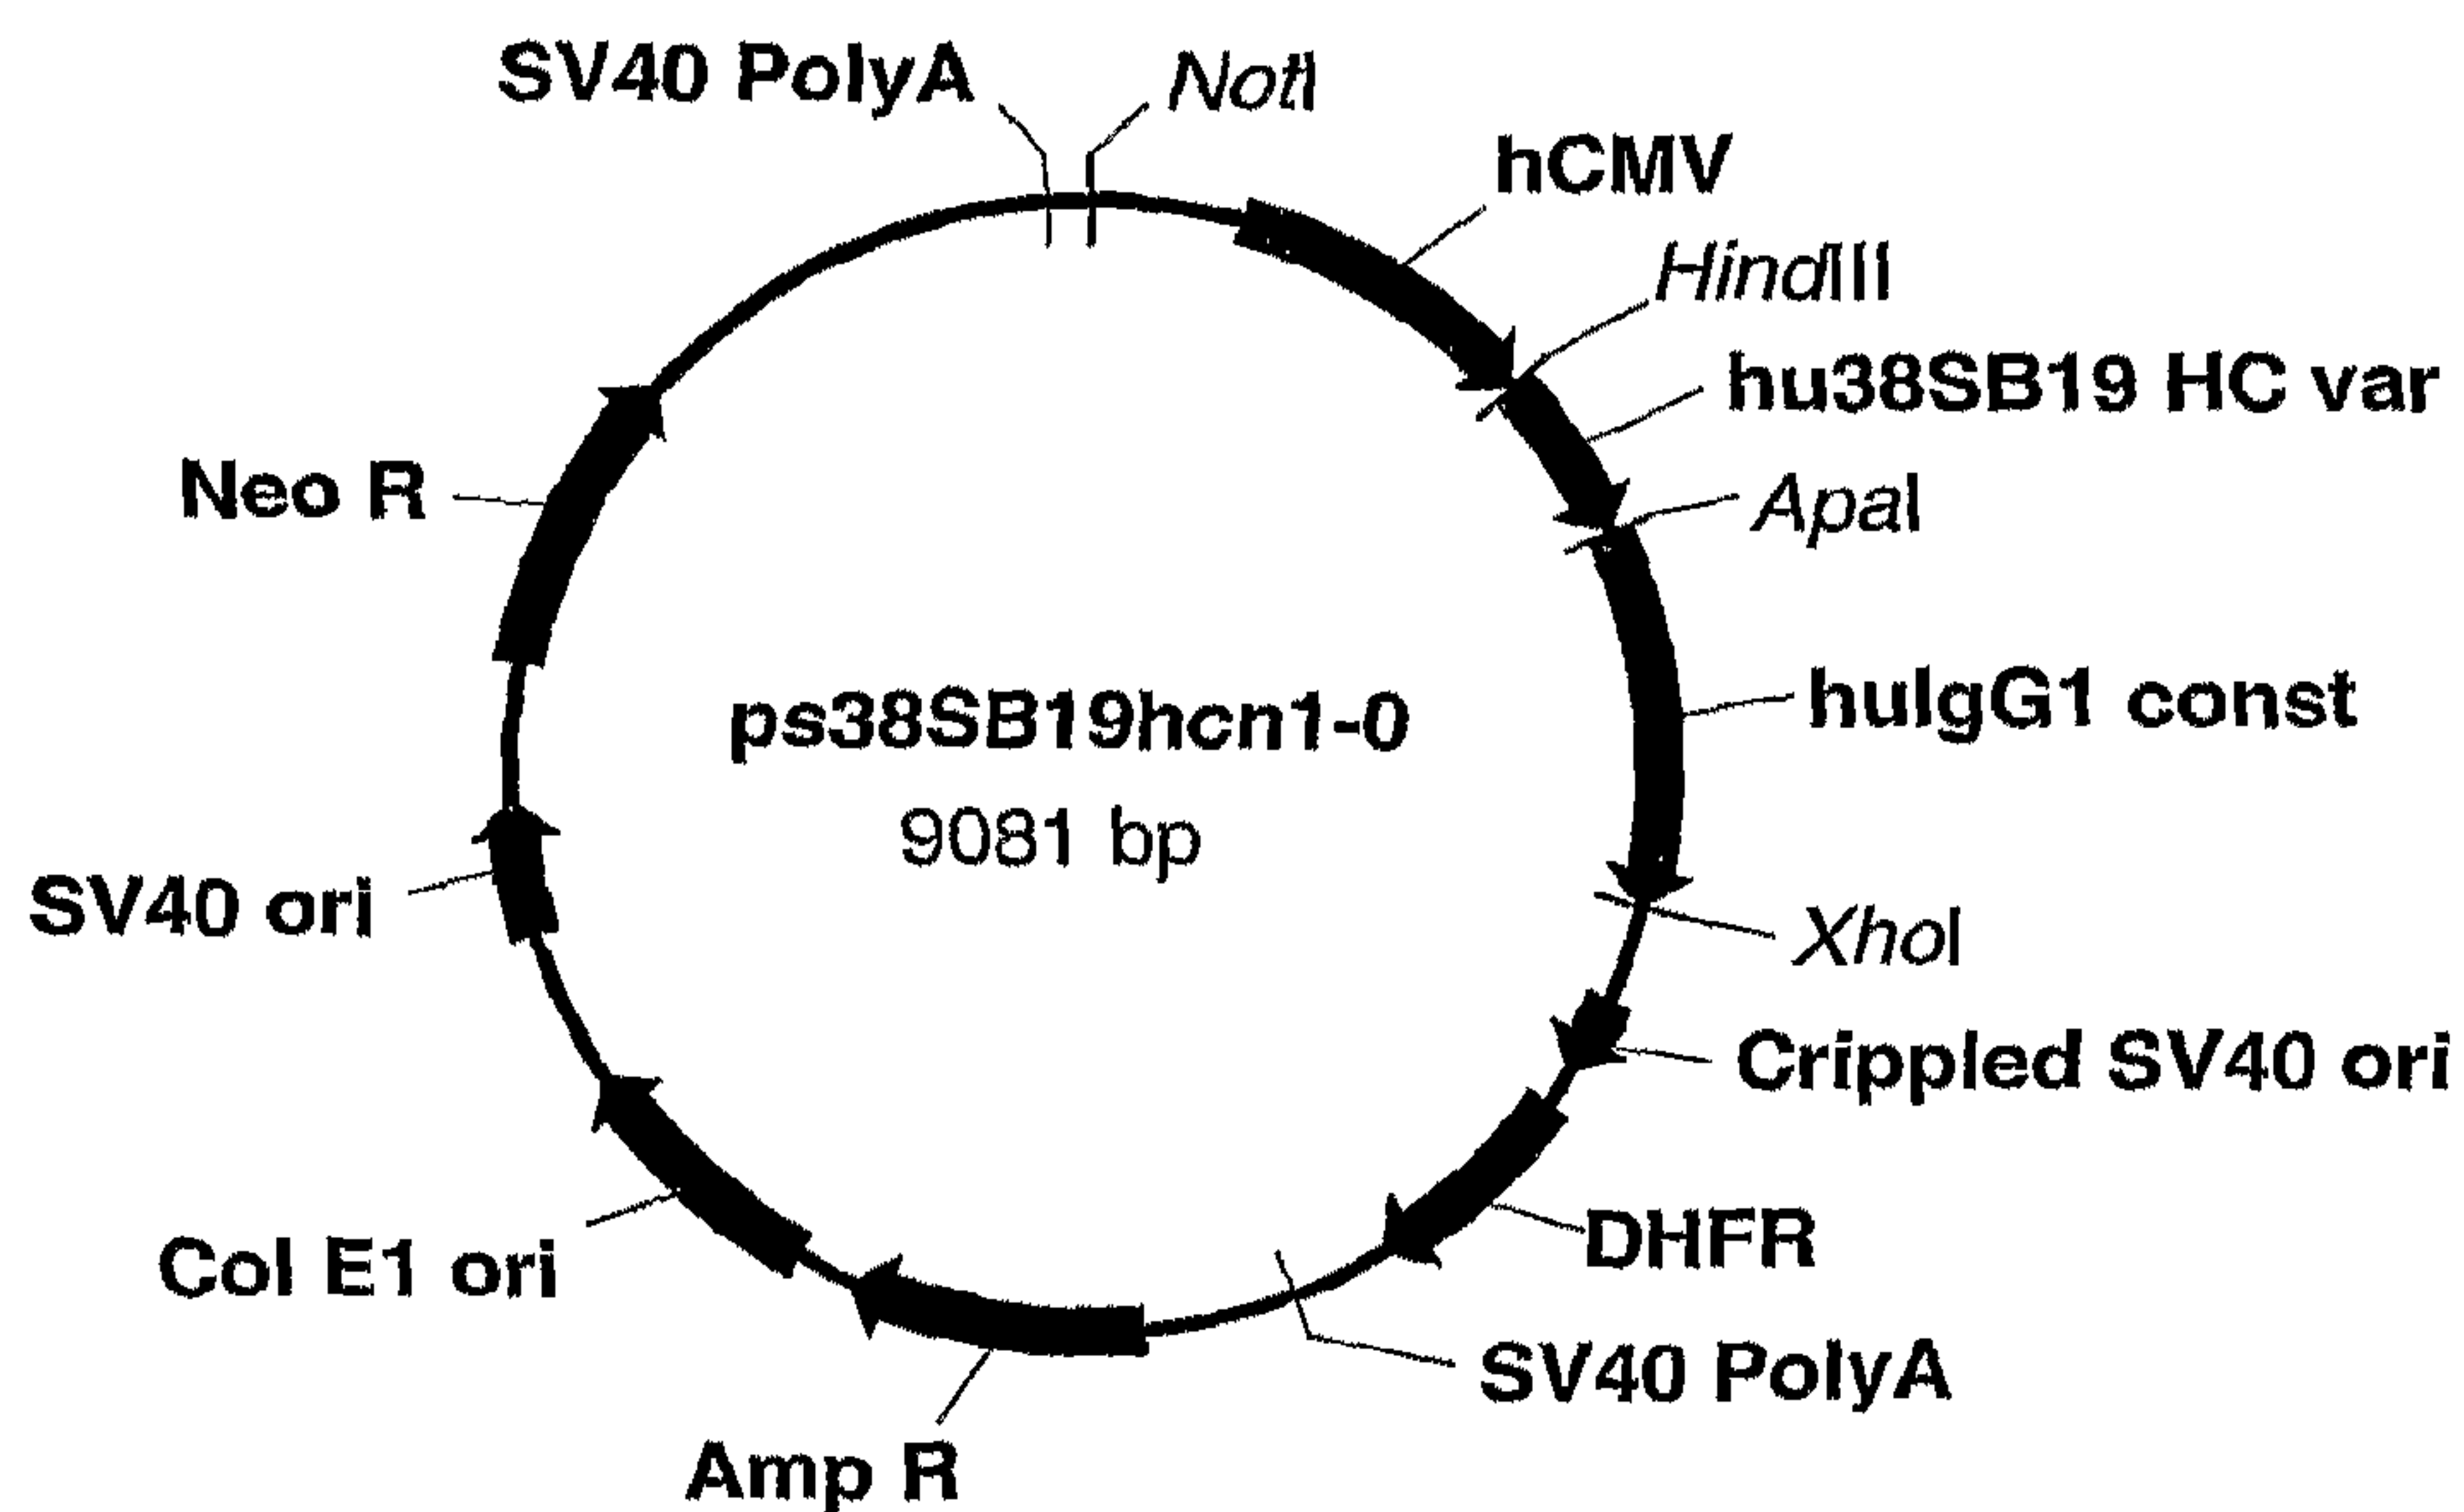 SV40 PolyA
NotI
hCMV
HindIII
hu38SB19 HC var
ApaI
Neo R
huIgG1 const
ps38SB19hcn1-0
9081 bp
SV40 ori
XhoI
Crippled SV40 ori
DHFR
Col E1 ori
SV40 PolyA
Amp R